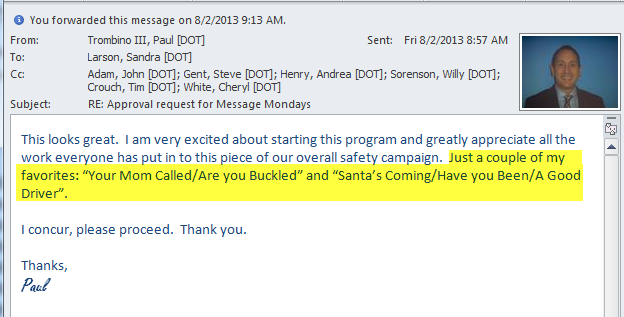 You forwarded this message on 8/2/2013 9:13 AM.
From: Trombino III, Paul [DOT] Sent: Fri 8/2/2013 8:57 AM
To: Larson, Sandra [DOT]
Cc: Adam, John [DOT]; Gent, Steve [DOT]; Henry, Andrea [DOT]; Sorenson, Willy [DOT];
Crouch, Tim [DOT]; White, Cheryl [DOT]
Subject: RE: Approval request for Message Mondays
This looks great.  I am very excited about starting this program and greatly appreciate all the
work everyone has put in to this piece of our overall safety campaign.  Just a couple of my
favorites: “Your Mom Called/Are you Buckled” and “Santa’s Coming/Have you Been/A Good
Driver”.
I concur, please proceed.  Thank you.
Thanks,
Paul